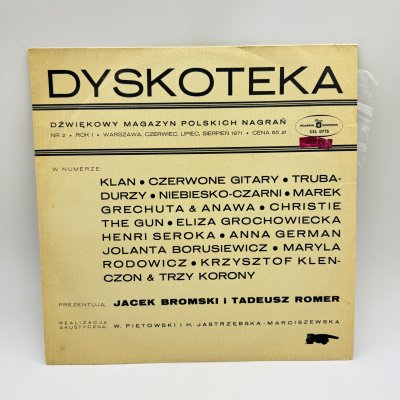 DYSKOTEKA
DŹWIĘKOWY MAGAZYN POLSKICH NAGRAŃ
NR 2 • ROK I • WARSZAWA, CZERWIEC, LIPIEC, SIERPIEŃ 1971 • CENA 65 zł
SXL 0775
W NUMERZE:
KLAN • CZERWONE GITARY • TRUBA-
DURZY • NIEBIESKO-CZARNI • MAREK
GRECHUTA & ANAWA • CHRISTIE
THE GUN • ELIZA GROCHOWIECKA
HENRI SEROKA • ANNA GERMAN
JOLANTA BORUSIEWICZ • MARYLA
RODOWICZ • KRZYSZTOF KLEN-
CZON & TRZY KORONY
PREZENTUJĄ: JACEK BROMSKI i TADEUSZ ROMER
REALIZACJA
AKUSTYCZNA: W. PIĘTOWSKI I H. JASTRZĘBSKA-MARCISZEWSKA